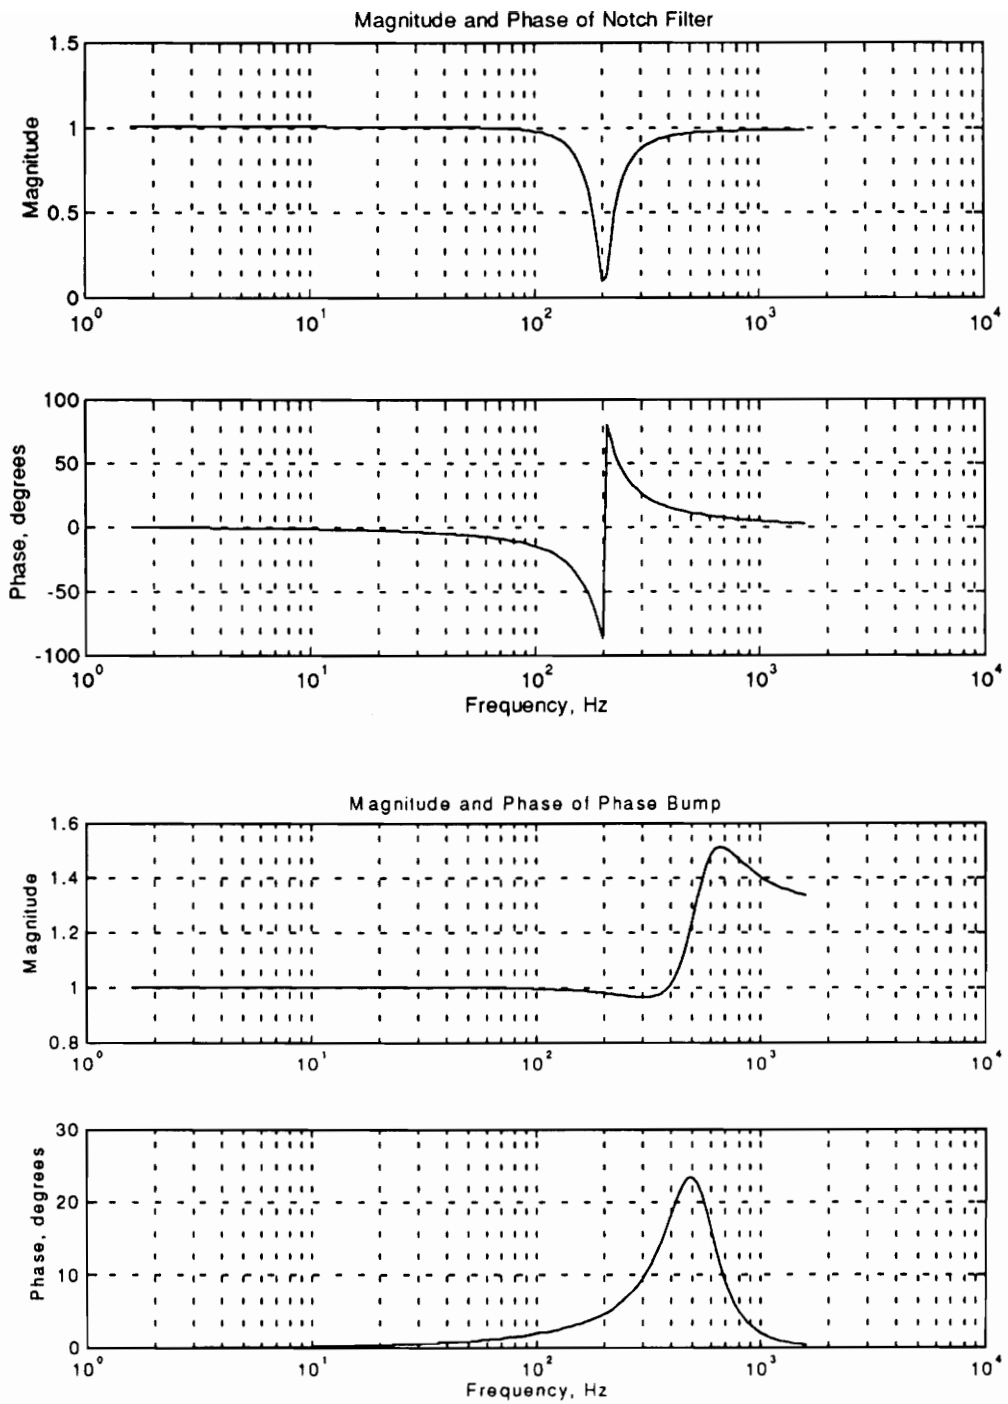 Magnitude and Phase of Notch Filter
1.5
1
0.5
0
Magnitude
10⁰ 10¹ 10² 10³ 10⁴
100
50
0
-50
-100
Phase, degrees
10⁰ 10¹ 10² 10³ 10⁴
Frequency, Hz
Magnitude and Phase of Phase Bump
1.6
1.4
1.2
1
0.8
Magnitude
10⁰ 10¹ 10² 10³ 10⁴
30
20
10
0
Phase, degrees
10⁰ 10¹ 10² 10³ 10⁴
Frequency, Hz